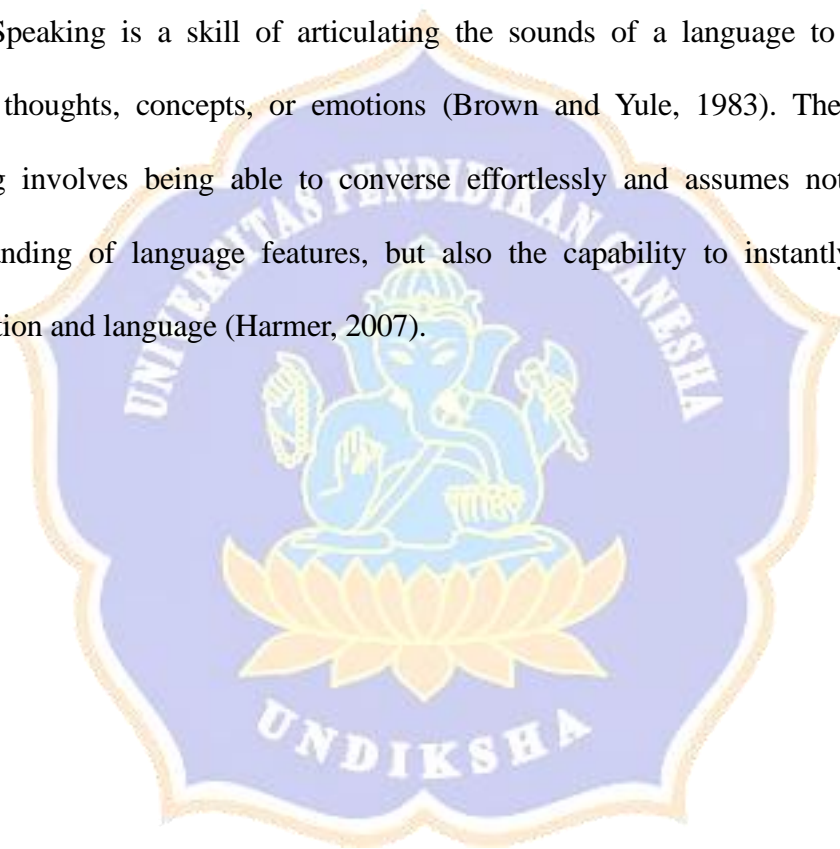 Speaking is a skill of articulating the sounds of a language to
thoughts, concepts, or emotions (Brown and Yule, 1983). The
g involves being able to converse effortlessly and assumes not
nding of language features, but also the capability to instantly
tion and language (Harmer, 2007).
UNIVERSITAS PENDIDIKAN GANESHA
UNDIKSHA